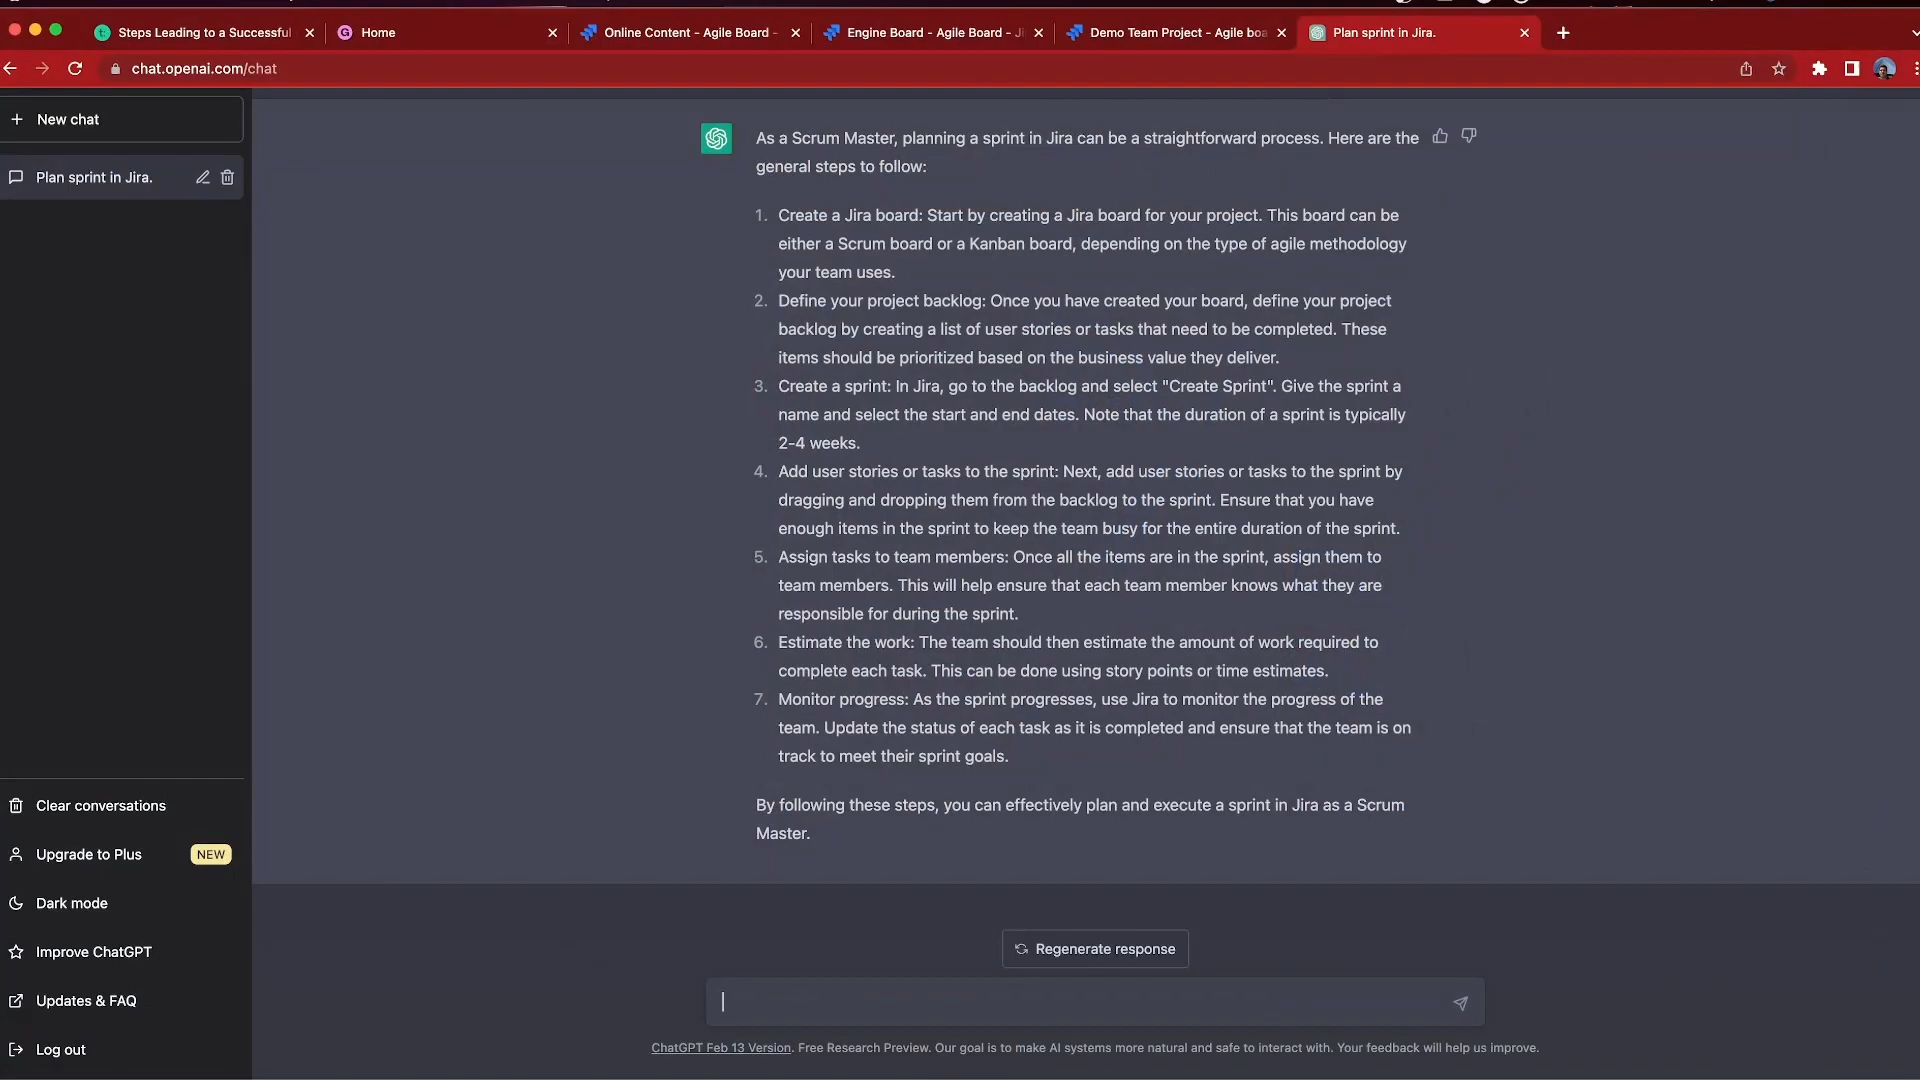 Steps Leading to a Successful
Home
Online Content - Agile Board -
Engine Board - Agile Board - Ji
Demo Team Project - Agile boa
Plan sprint in Jira.
chat.openai.com/chat
New chat
Plan sprint in Jira.
As a Scrum Master, planning a sprint in Jira can be a straightforward process. Here are the
general steps to follow:
1. Create a Jira board: Start by creating a Jira board for your project. This board can be
either a Scrum board or a Kanban board, depending on the type of agile methodology
your team uses.
2. Define your project backlog: Once you have created your board, define your project
backlog by creating a list of user stories or tasks that need to be completed. These
items should be prioritized based on the business value they deliver.
3. Create a sprint: In Jira, go to the backlog and select "Create Sprint". Give the sprint a
name and select the start and end dates. Note that the duration of a sprint is typically
2-4 weeks.
4. Add user stories or tasks to the sprint: Next, add user stories or tasks to the sprint by
dragging and dropping them from the backlog to the sprint. Ensure that you have
enough items in the sprint to keep the team busy for the entire duration of the sprint.
5. Assign tasks to team members: Once all the items are in the sprint, assign them to
team members. This will help ensure that each team member knows what they are
responsible for during the sprint.
6. Estimate the work: The team should then estimate the amount of work required to
complete each task. This can be done using story points or time estimates.
7. Monitor progress: As the sprint progresses, use Jira to monitor the progress of the
team. Update the status of each task as it is completed and ensure that the team is on
track to meet their sprint goals.
By following these steps, you can effectively plan and execute a sprint in Jira as a Scrum
Master.
Clear conversations
Upgrade to Plus NEW
Dark mode
Improve ChatGPT
Updates & FAQ
Log out
Regenerate response
ChatGPT Feb 13 Version. Free Research Preview. Our goal is to make AI systems more natural and safe to interact with. Your feedback will help us improve.